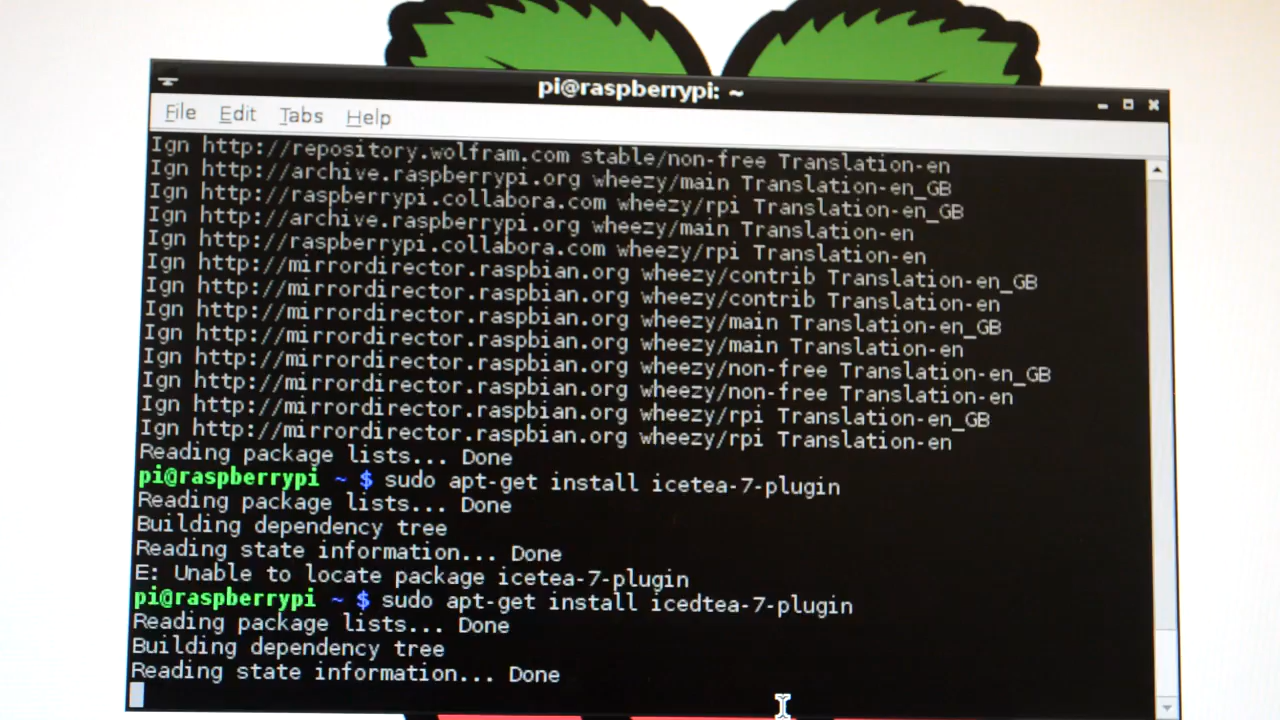 pi@raspberrypi: ~
File Edit Tabs Help
Ign http://repository.wolfram.com stable/non-free Translation-en
Ign http://archive.raspberrypi.org wheezy/main Translation-en_GB
Ign http://raspberrypi.collabora.com wheezy/rpi Translation-en_GB
Ign http://archive.raspberrypi.org wheezy/main Translation-en
Ign http://raspberrypi.collabora.com wheezy/rpi Translation-en
Ign http://mirrordirector.raspbian.org wheezy/contrib Translation-en_GB
Ign http://mirrordirector.raspbian.org wheezy/contrib Translation-en
Ign http://mirrordirector.raspbian.org wheezy/main Translation-en_GB
Ign http://mirrordirector.raspbian.org wheezy/main Translation-en
Ign http://mirrordirector.raspbian.org wheezy/non-free Translation-en_GB
Ign http://mirrordirector.raspbian.org wheezy/non-free Translation-en
Ign http://mirrordirector.raspbian.org wheezy/rpi Translation-en_GB
Ign http://mirrordirector.raspbian.org wheezy/rpi Translation-en
Reading package lists... Done
pi@raspberrypi ~ $ sudo apt-get install icetea-7-plugin
Reading package lists... Done
Building dependency tree
Reading state information... Done
E: Unable to locate package icetea-7-plugin
pi@raspberrypi ~ $ sudo apt-get install icedtea-7-plugin
Reading package lists... Done
Building dependency tree
Reading state information... Done